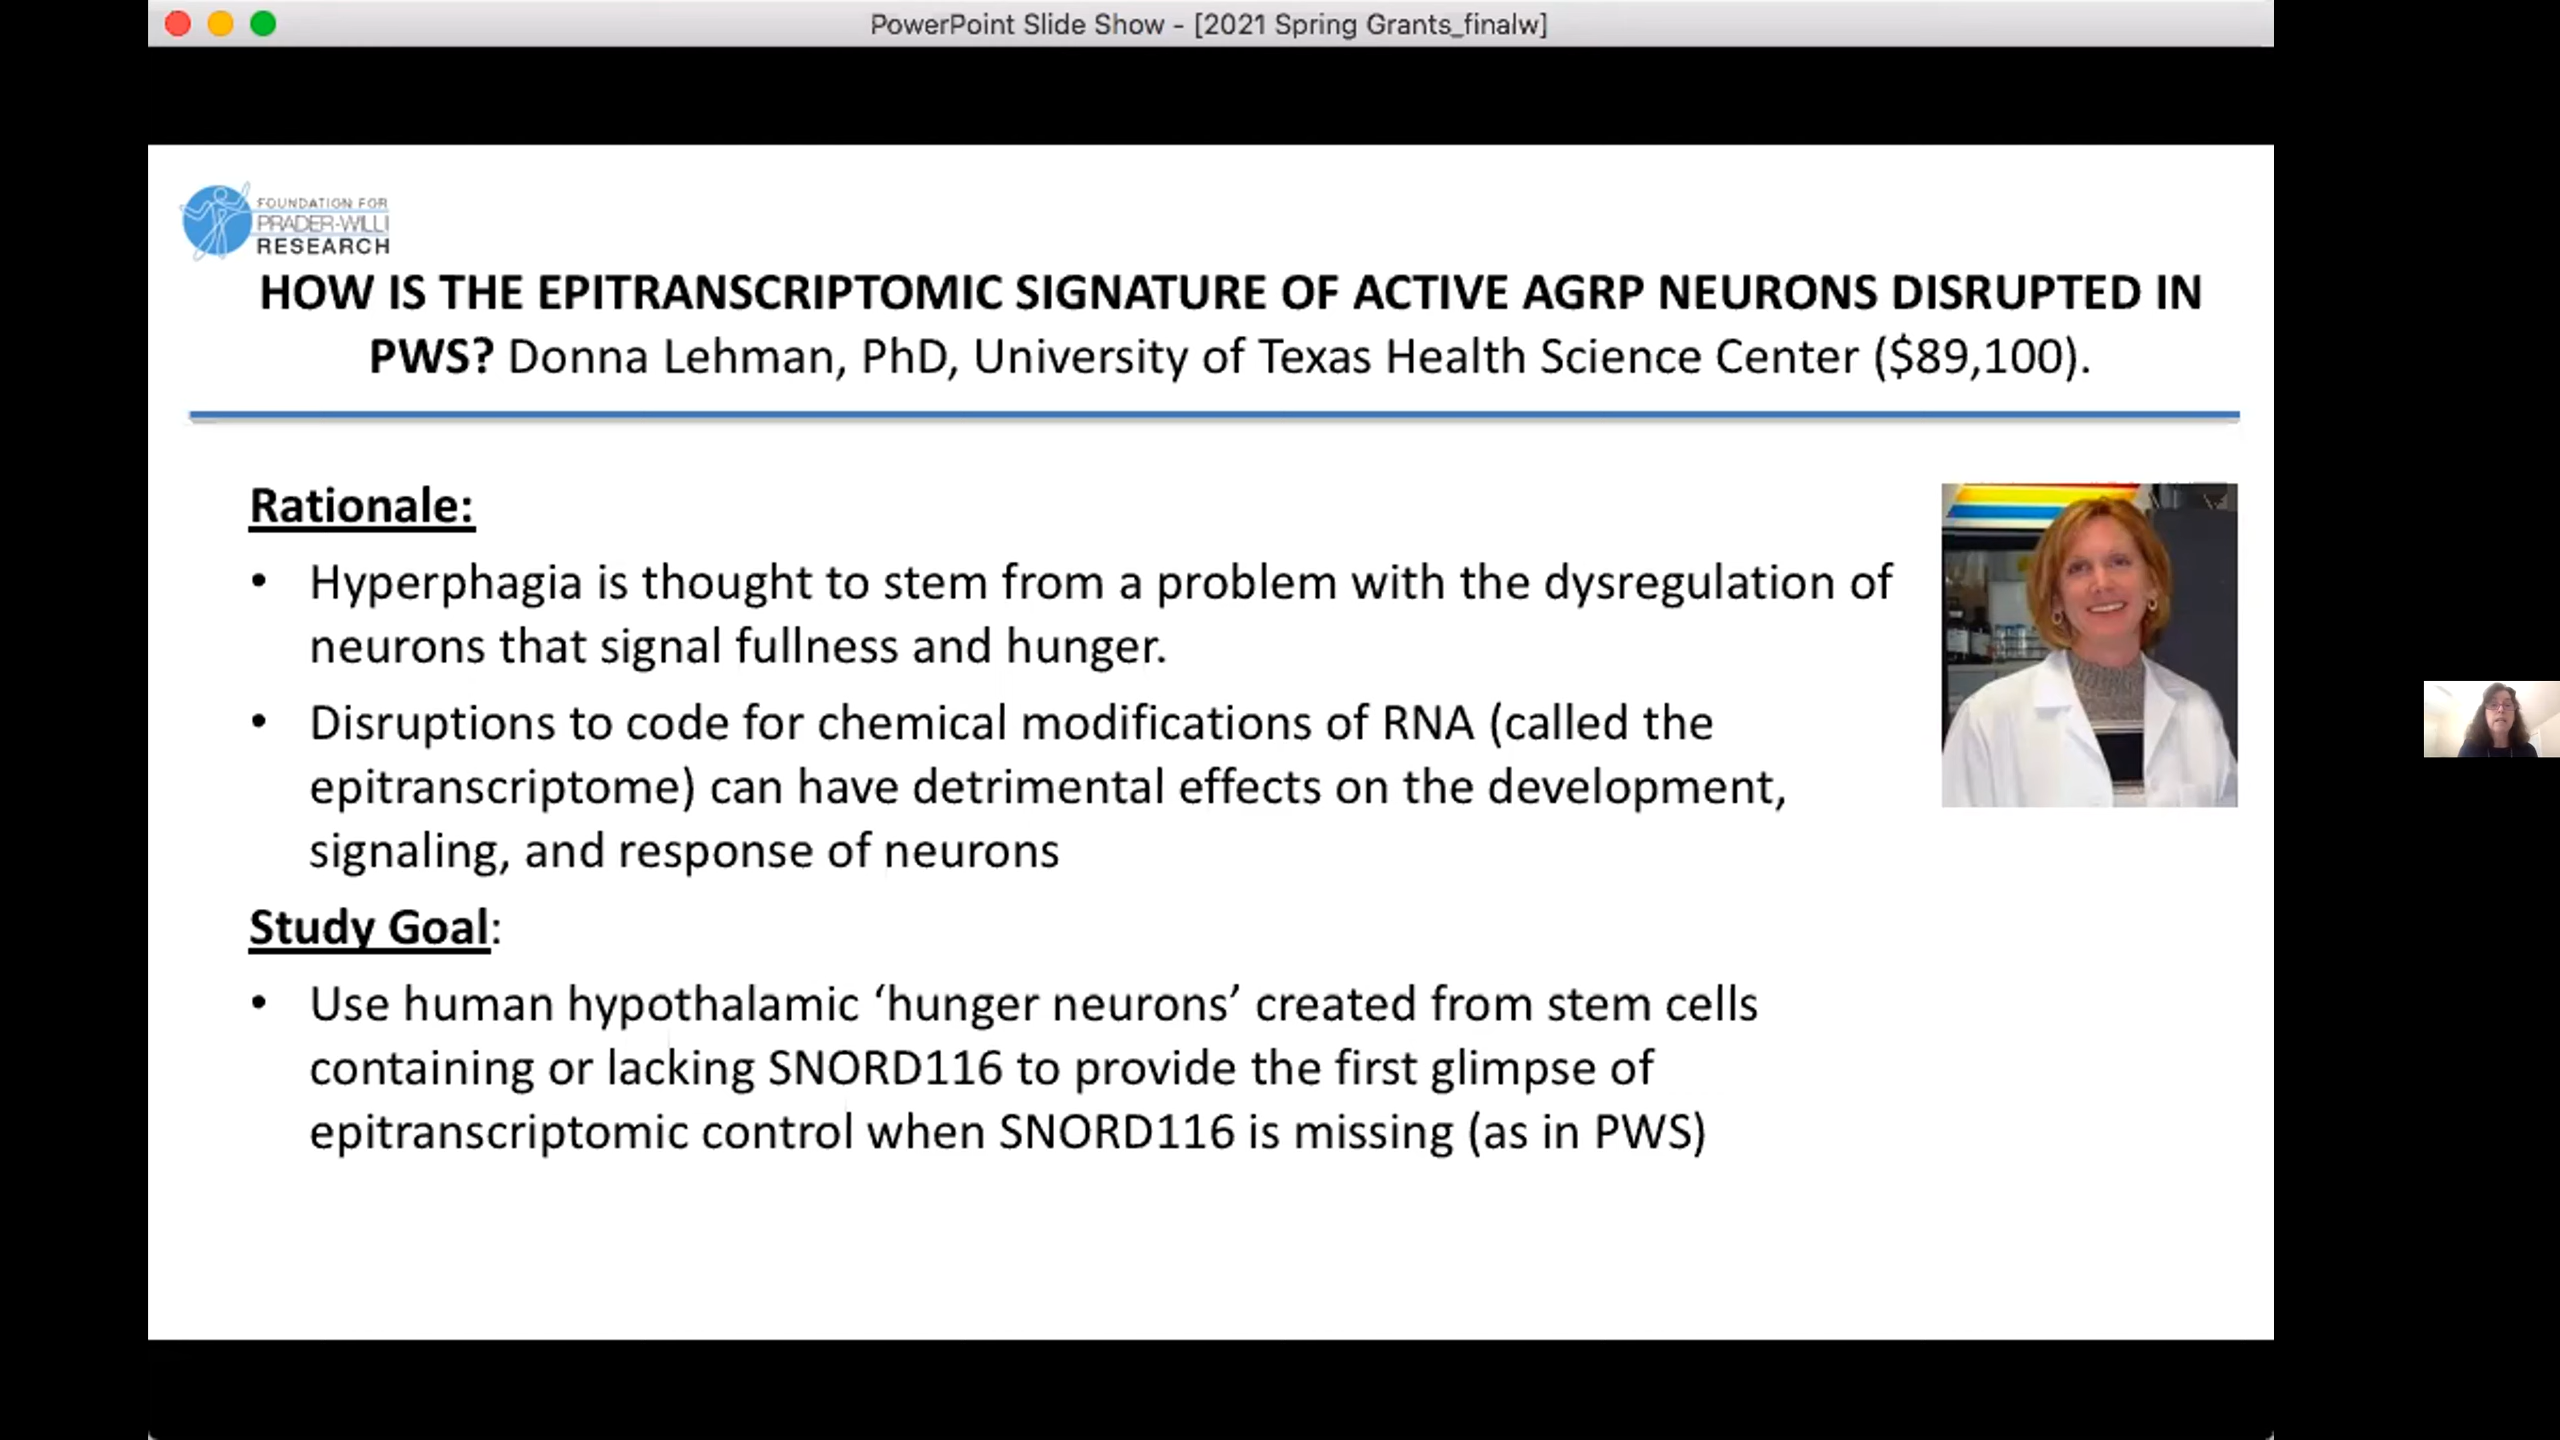 PowerPoint Slide Show - [2021 Spring Grants_finalw]
FOUNDATION FOR
PRADER-WILLI
RESEARCH
HOW IS THE EPITRANSCRIPTOMIC SIGNATURE OF ACTIVE AGRP NEURONS DISRUPTED IN
PWS? Donna Lehman, PhD, University of Texas Health Science Center ($89,100).
Rationale:
• Hyperphagia is thought to stem from a problem with the dysregulation of
neurons that signal fullness and hunger.
• Disruptions to code for chemical modifications of RNA (called the
epitranscriptome) can have detrimental effects on the development,
signaling, and response of neurons
Study Goal:
• Use human hypothalamic ‘hunger neurons’ created from stem cells
containing or lacking SNORD116 to provide the first glimpse of
epitranscriptomic control when SNORD116 is missing (as in PWS)